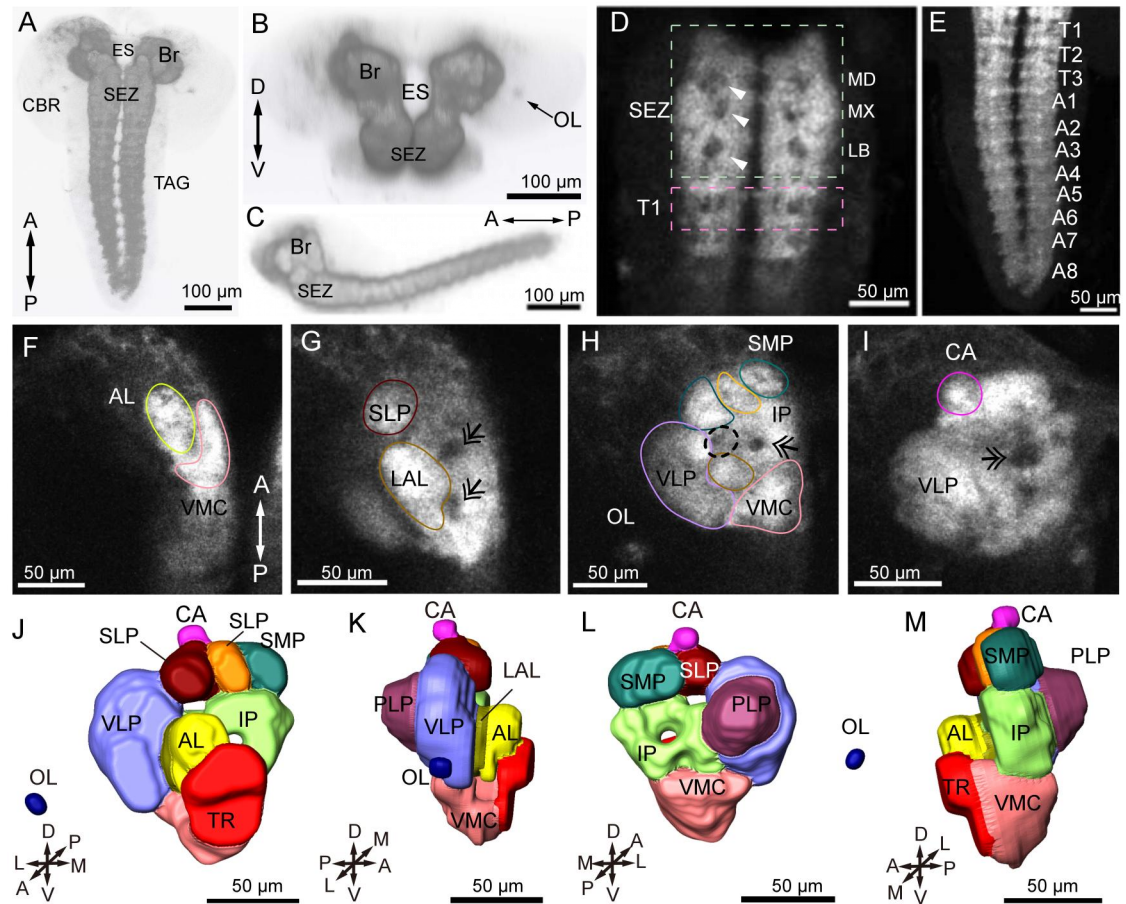 A
ES
Br
SEZ
CBR
TAG
A
P
100 µm
B
D
V
Br
ES
SEZ
OL
100 µm
C
A
P
Br
SEZ
100 µm
D
SEZ
MD
MX
LB
T1
50 µm
E
T1
T2
T3
A1
A2
A3
A4
A5
A6
A7
A8
50 µm
F
AL
VMC
A
P
50 µm
G
SLP
LAL
50 µm
H
SMP
IP
VLP
VMC
OL
50 µm
I
CA
VLP
50 µm
J
CA
SLP
SLP
SMP
VLP
IP
AL
OL
TR
D
P
L
M
A
V
50 µm
K
CA
LAL
PLP
VLP
AL
OL
VMC
D
M
P
A
L
V
50 µm
L
CA
SMP
SLP
PLP
IP
VMC
D
A
M
L
P
V
50 µm
M
CA
SMP
PLP
OL
AL
IP
TR
VMC
D
L
A
P
M
V
50 µm